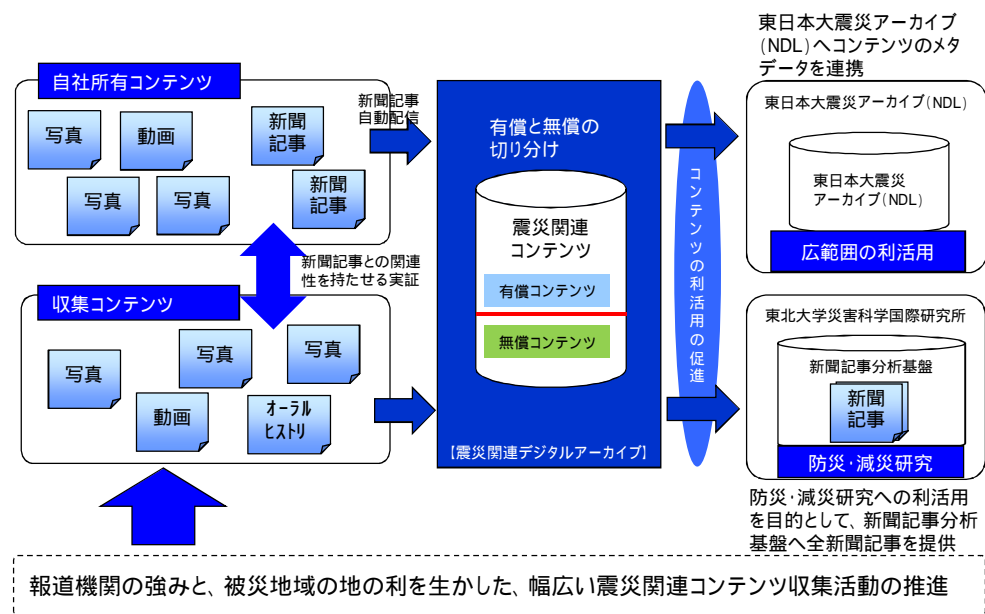 自社所有コンテンツ
写真
動画
新聞
記事
写真
写真
新聞
記事
新聞記事
自動配信
新聞記事との関連
性を持たせる実証
収集コンテンツ
写真
写真
写真
動画
オーラル
ヒストリ
有償と無償の
切り分け
震災関連
コンテンツ
有償コンテンツ
無償コンテンツ
【震災関連デジタルアーカイブ】
コンテンツの利活用の促進
東日本大震災アーカイブ
(NDL)へコンテンツのメタ
データを連携
東日本大震災アーカイブ(NDL)
東日本大震災
アーカイブ(NDL)
広範囲の利活用
東北大学災害科学国際研究所
新聞記事分析基盤
新聞
記事
防災・減災研究
防災・減災研究への利活用
を目的として、新聞記事分析
基盤へ全新聞記事を提供
報道機関の強みと、被災地域の地の利を生かした、幅広い震災関連コンテンツ収集活動の推進